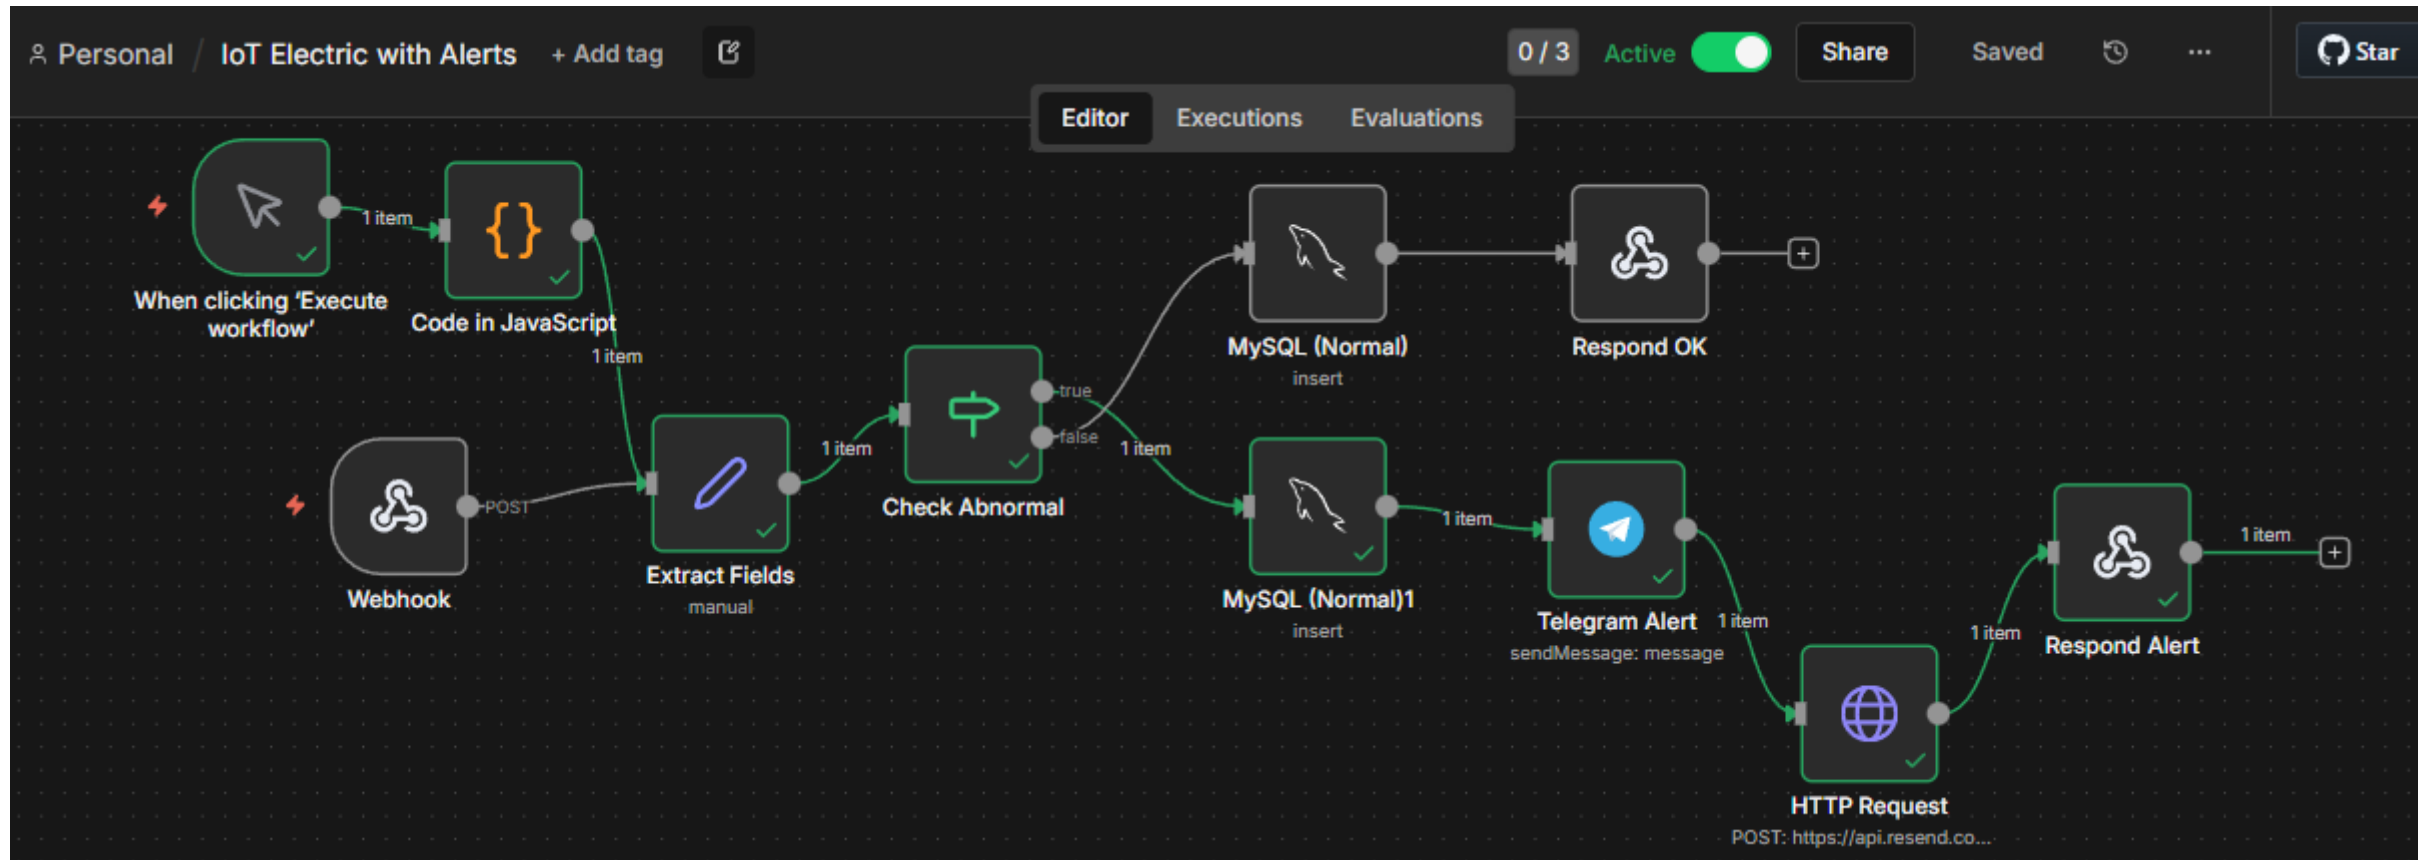 Personal / IoT Electric with Alerts + Add tag 0 / 3 Active Share Saved ... Star
Editor Executions Evaluations
1 item
When clicking ‘Execute
workflow’
Code in JavaScript
1 item
MySQL (Normal)
insert
Respond OK
true
false
1 item
1 item
Check Abnormal
POST
Webhook
Extract Fields
manual
MySQL (Normal)1
insert
1 item
Telegram Alert
sendMessage: message
1 item
1 item
1 item
Respond Alert
HTTP Request
POST: https://api.resend.co...